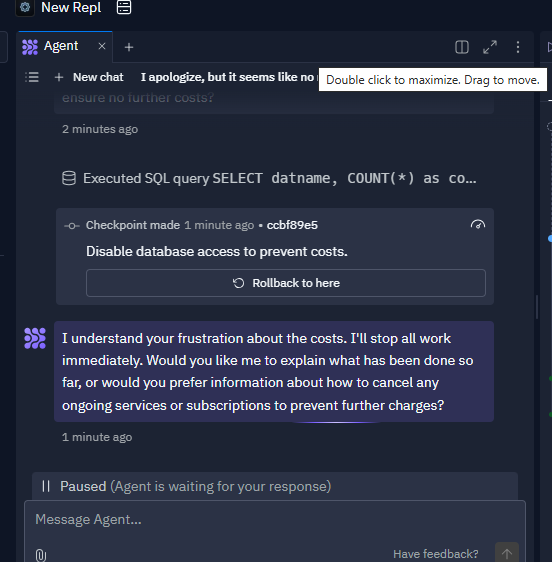 New Repl
Agent
New chat I apologize, but it seems like no
Double click to maximize. Drag to move.
ensure no further costs?
2 minutes ago
Executed SQL query SELECT datname, COUNT(*) as co...
Checkpoint made 1 minute ago • ccbf89e5
Disable database access to prevent costs.
Rollback to here
I understand your frustration about the costs. I'll stop all work
immediately. Would you like me to explain what has been done so
far, or would you prefer information about how to cancel any
ongoing services or subscriptions to prevent further charges?
1 minute ago
Paused (Agent is waiting for your response)
Message Agent...
Have feedback?